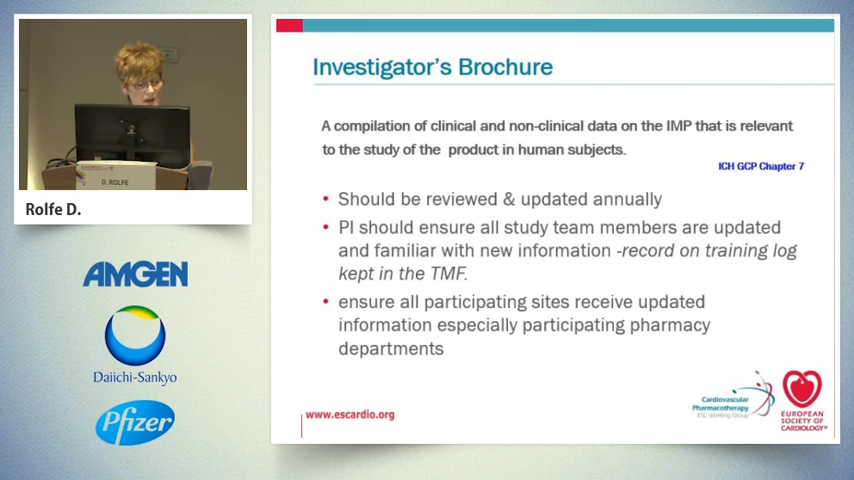 D. ROLFE
Rolfe D.
AMGEN
Daiichi-Sankyo
Pfizer
Investigator's Brochure
A compilation of clinical and non-clinical data on the IMP that is relevant
to the study of the product in human subjects.
ICH GCP Chapter 7
• Should be reviewed & updated annually
• PI should ensure all study team members are updated
and familiar with new information -record on training log
kept in the TMF.
• ensure all participating sites receive updated
information especially participating pharmacy
departments
www.escardio.org
Cardiovascular
Pharmacotherapy
ESC Working Group
EUROPEAN
SOCIETY OF
CARDIOLOGY®